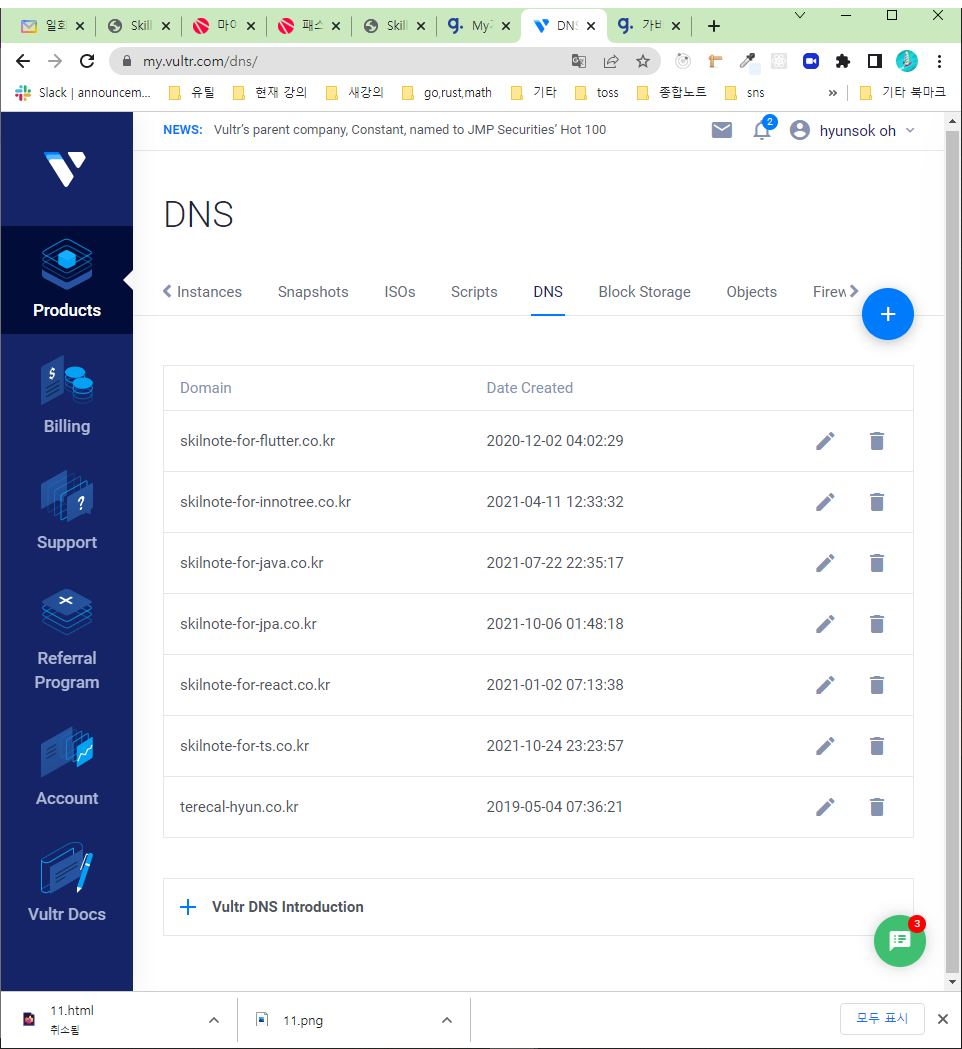 일회
Skill
마이
패스
Skill
My
DNS
가비
my.vultr.com/dns/
Slack | announcem...
유틸
현재 강의
새강의
go,rust,math
기타
toss
종합노트
sns
»
기타 북마크
NEWS: Vultr's parent company, Constant, named to JMP Securities' Hot 100
2
hyunsok oh
DNS
Products
Billing
Support
Referral
Program
Account
Vultr Docs
Instances
Snapshots
ISOs
Scripts
DNS
Block Storage
Objects
Firew
+
Domain Date Created
skilnote-for-flutter.co.kr 2020-12-02 04:02:29
skilnote-for-innotree.co.kr 2021-04-11 12:33:32
skilnote-for-java.co.kr 2021-07-22 22:35:17
skilnote-for-jpa.co.kr 2021-10-06 01:48:18
skilnote-for-react.co.kr 2021-01-02 07:13:38
skilnote-for-ts.co.kr 2021-10-24 23:23:57
terecal-hyun.co.kr 2019-05-04 07:36:21
+ Vultr DNS Introduction
3
11.html
취소됨
11.png
모두 표시